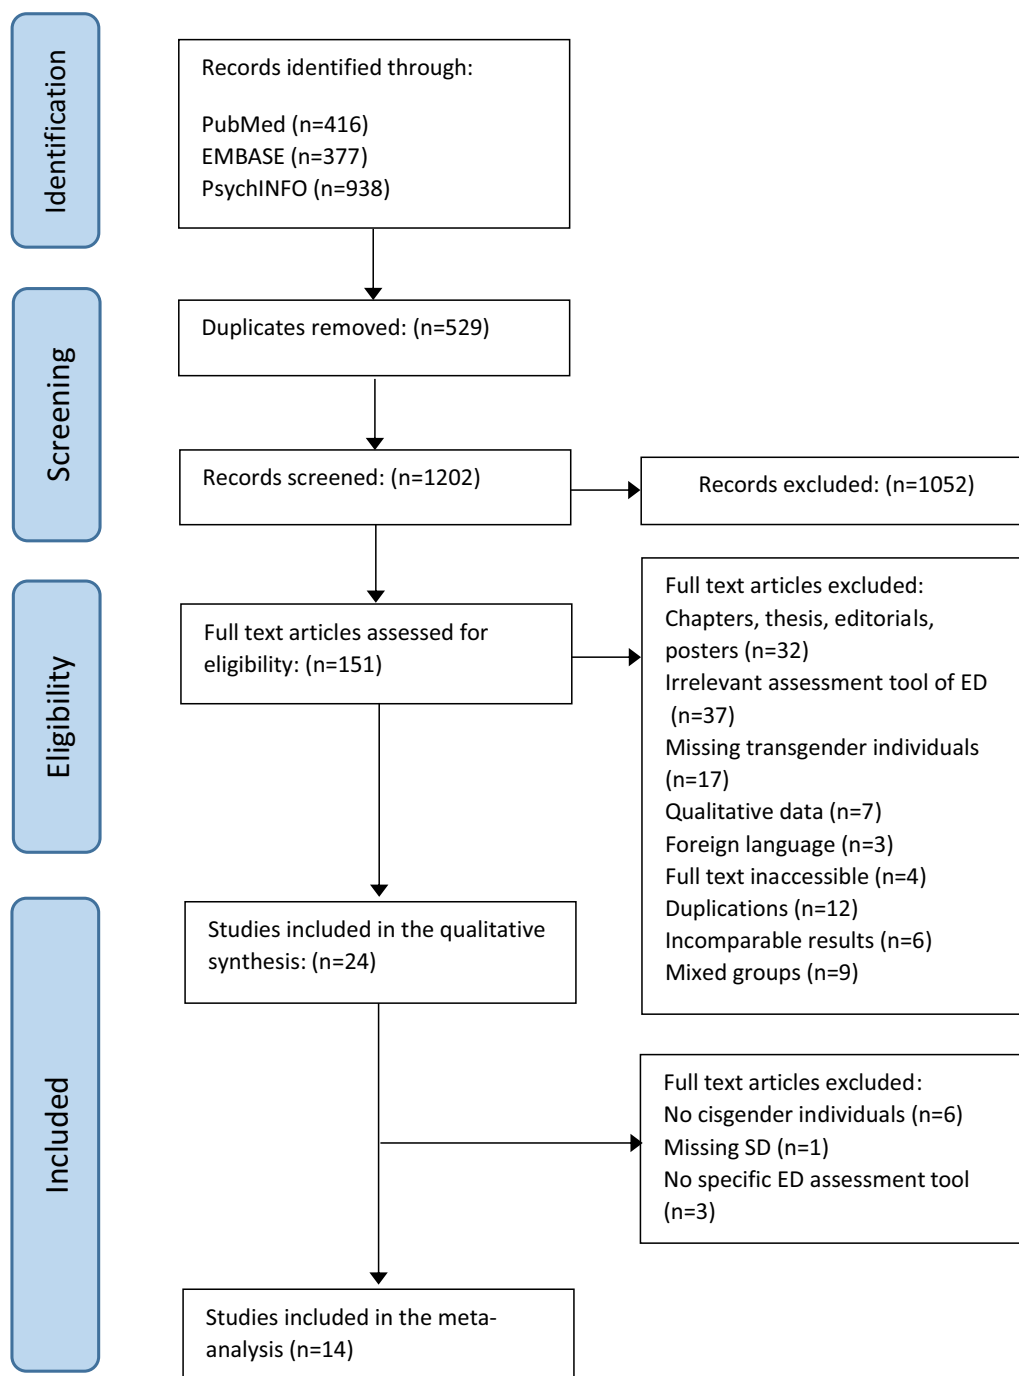 Identification
Records identified through:
PubMed (n=416)
EMBASE (n=377)
PsychINFO (n=938)
Screening
Duplicates removed: (n=529)
Records screened: (n=1202)
Records excluded: (n=1052)
Eligibility
Full text articles assessed for
eligibility: (n=151)
Full text articles excluded:
Chapters, thesis, editorials,
posters (n=32)
Irrelevant assessment tool of ED
(n=37)
Missing transgender individuals
(n=17)
Qualitative data (n=7)
Foreign language (n=3)
Full text inaccessible (n=4)
Duplications (n=12)
Incomparable results (n=6)
Mixed groups (n=9)
Included
Studies included in the qualitative
synthesis: (n=24)
Full text articles excluded:
No cisgender individuals (n=6)
Missing SD (n=1)
No specific ED assessment tool
(n=3)
Studies included in the meta-
analysis (n=14)